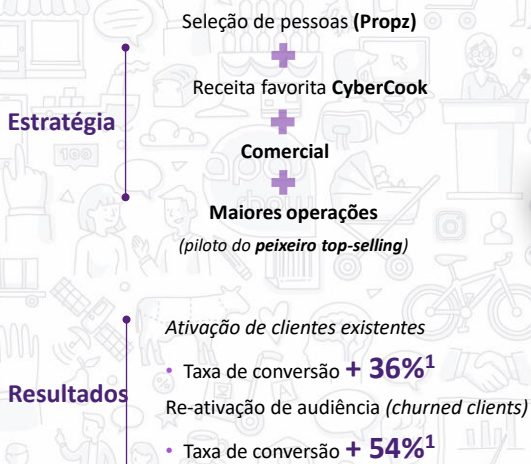 Seleção de pessoas (Propz)
Receita favorita CyberCook
Estratégia
Comercial
Maiores operações
(piloto do peixeiro top-selling)
Ativação de clientes existentes
• Taxa de conversão + 36%¹
Resultados
Re-ativação de audiência (churned clients)
• Taxa de conversão + 54%¹